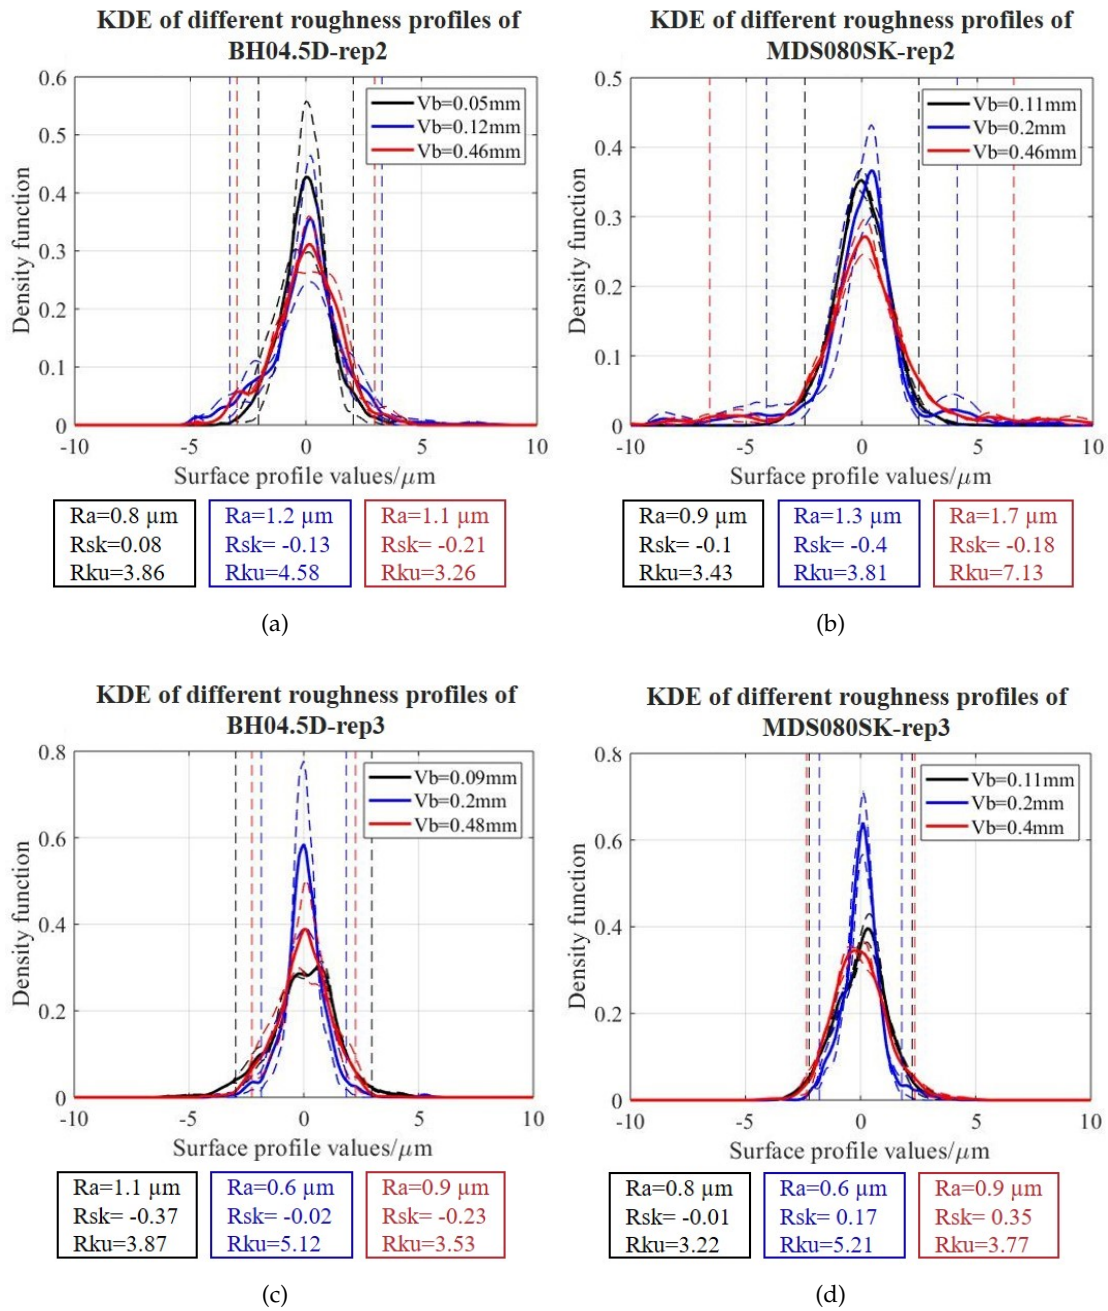 KDE of different roughness profiles of
BH04.5D-rep2
0.6
0.5
0.4
0.3
0.2
0.1
0
Density function
Vb=0.05mm
Vb=0.12mm
Vb=0.46mm
-10 -5 0 5 10
Surface profile values/μm
Ra=0.8 µm
Rsk=0.08
Rku=3.86
Ra=1.2 µm
Rsk= -0.13
Rku=4.58
Ra=1.1 µm
Rsk= -0.21
Rku=3.26
(a)
KDE of different roughness profiles of
MDS080SK-rep2
0.5
0.4
0.3
0.2
0.1
0
Density function
Vb=0.11mm
Vb=0.2mm
Vb=0.46mm
-10 -5 0 5 10
Surface profile values/μm
Ra=0.9 µm
Rsk= -0.1
Rku=3.43
Ra=1.3 µm
Rsk= -0.4
Rku=3.81
Ra=1.7 µm
Rsk= -0.18
Rku=7.13
(b)
KDE of different roughness profiles of
BH04.5D-rep3
0.8
0.6
0.4
0.2
0
Density function
Vb=0.09mm
Vb=0.2mm
Vb=0.48mm
-10 -5 0 5 10
Surface profile values/μm
Ra=1.1 µm
Rsk= -0.37
Rku=3.87
Ra=0.6 µm
Rsk= -0.02
Rku=5.12
Ra=0.9 µm
Rsk= -0.23
Rku=3.53
(c)
KDE of different roughness profiles of
MDS080SK-rep3
0.8
0.6
0.4
0.2
0
Density function
Vb=0.11mm
Vb=0.2mm
Vb=0.4mm
-10 -5 0 5 10
Surface profile values/μm
Ra=0.8 µm
Rsk= -0.01
Rku=3.22
Ra=0.6 µm
Rsk= 0.17
Rku=5.21
Ra=0.9 µm
Rsk= 0.35
Rku=3.77
(d)